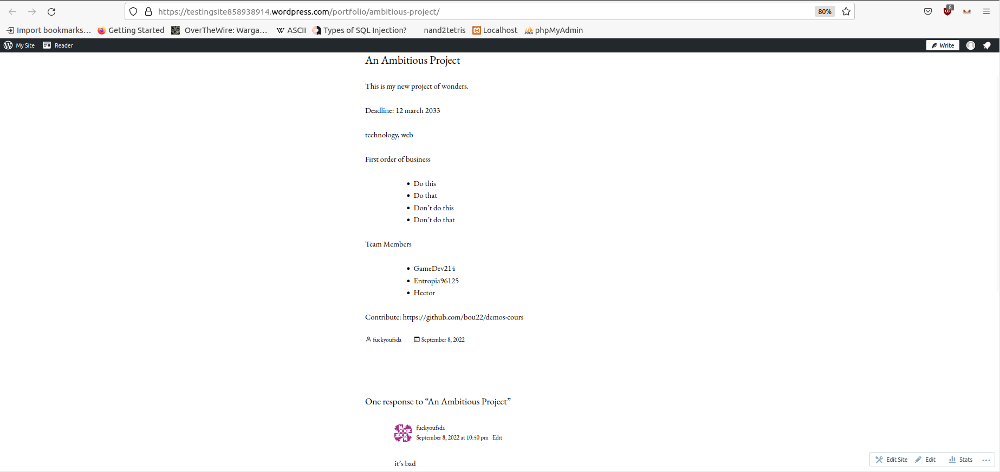 https://testingsite858938914.wordpress.com/portfolio/ambitious-project/
80%
8
Import bookmarks…
Getting Started
OverTheWire: Warga…
W ASCII
Types of SQL Injection?
nand2tetris
Localhost
phpMyAdmin
My Site
Reader
Write
An Ambitious Project
This is my new project of wonders.
Deadline: 12 march 2033
technology, web
First order of business
Do this
Do that
Don’t do this
Don’t do that
Team Members
GameDev214
Entropia96125
Hector
Contribute: https://github.com/bou22/demos-cours
fuckyoufsda September 8, 2022
One response to “An Ambitious Project”
fuckyoufsda
September 8, 2022 at 10:50 pm Edit
it’s bad
Edit Site
Edit
Stats